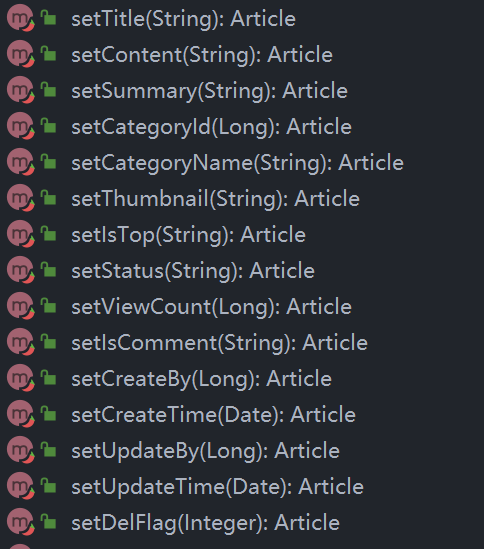 setTitle(String): Article
setContent(String): Article
setSummary(String): Article
setCategoryId(Long): Article
setCategoryName(String): Article
setThumbnail(String): Article
setIsTop(String): Article
setStatus(String): Article
setViewCount(Long): Article
setIsComment(String): Article
setCreateBy(Long): Article
setCreateTime(Date): Article
setUpdateBy(Long): Article
setUpdateTime(Date): Article
setDelFlag(Integer): Article